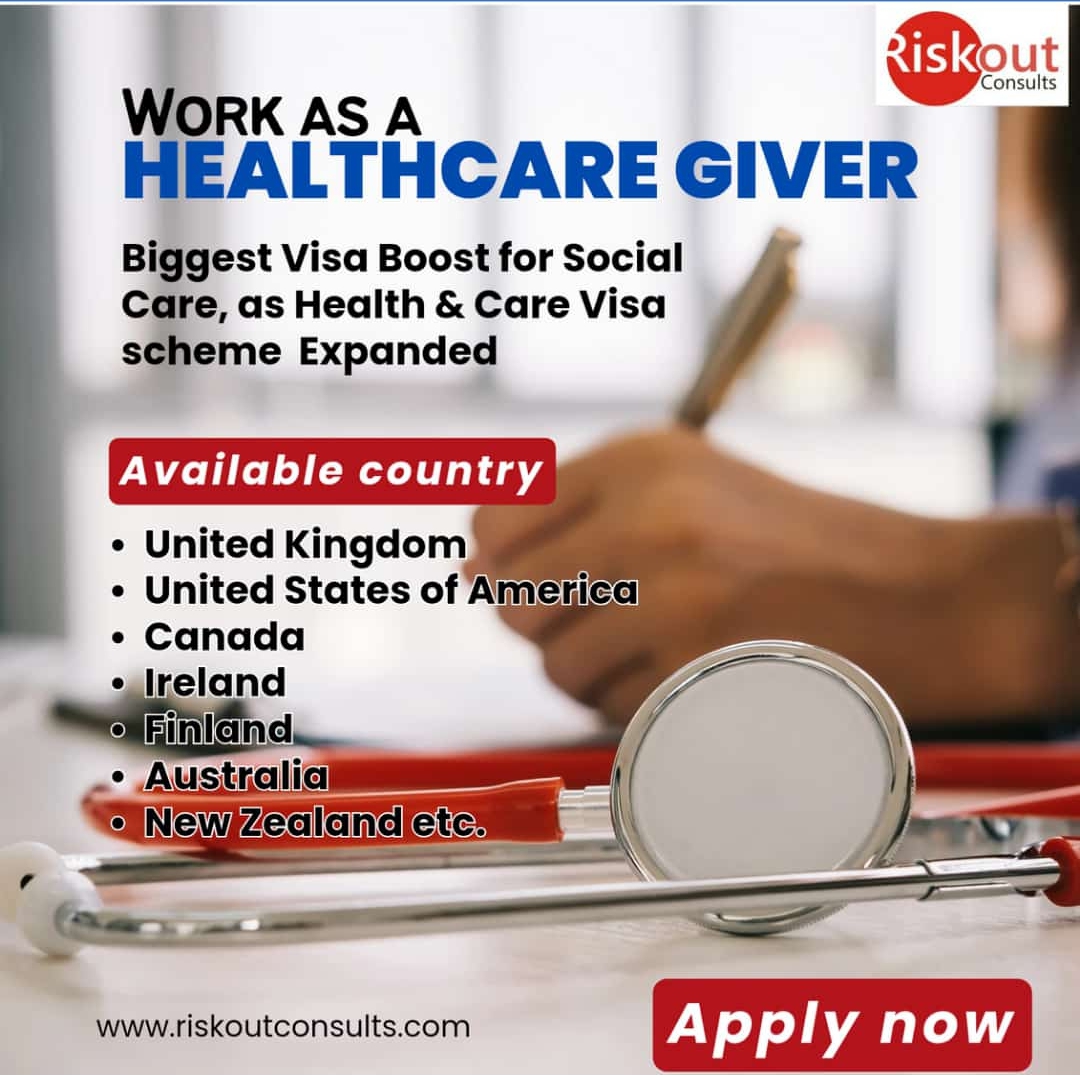 Riskout
Consults
WORK AS A
HEALTHCARE GIVER
Biggest Visa Boost for Social
Care, as Health & Care Visa
scheme Expanded
Available country
• United Kingdom
• United States of America
• Canada
• Ireland
• Finland
• Australia
• New Zealand etc.
www.riskoutconsults.com
Apply now